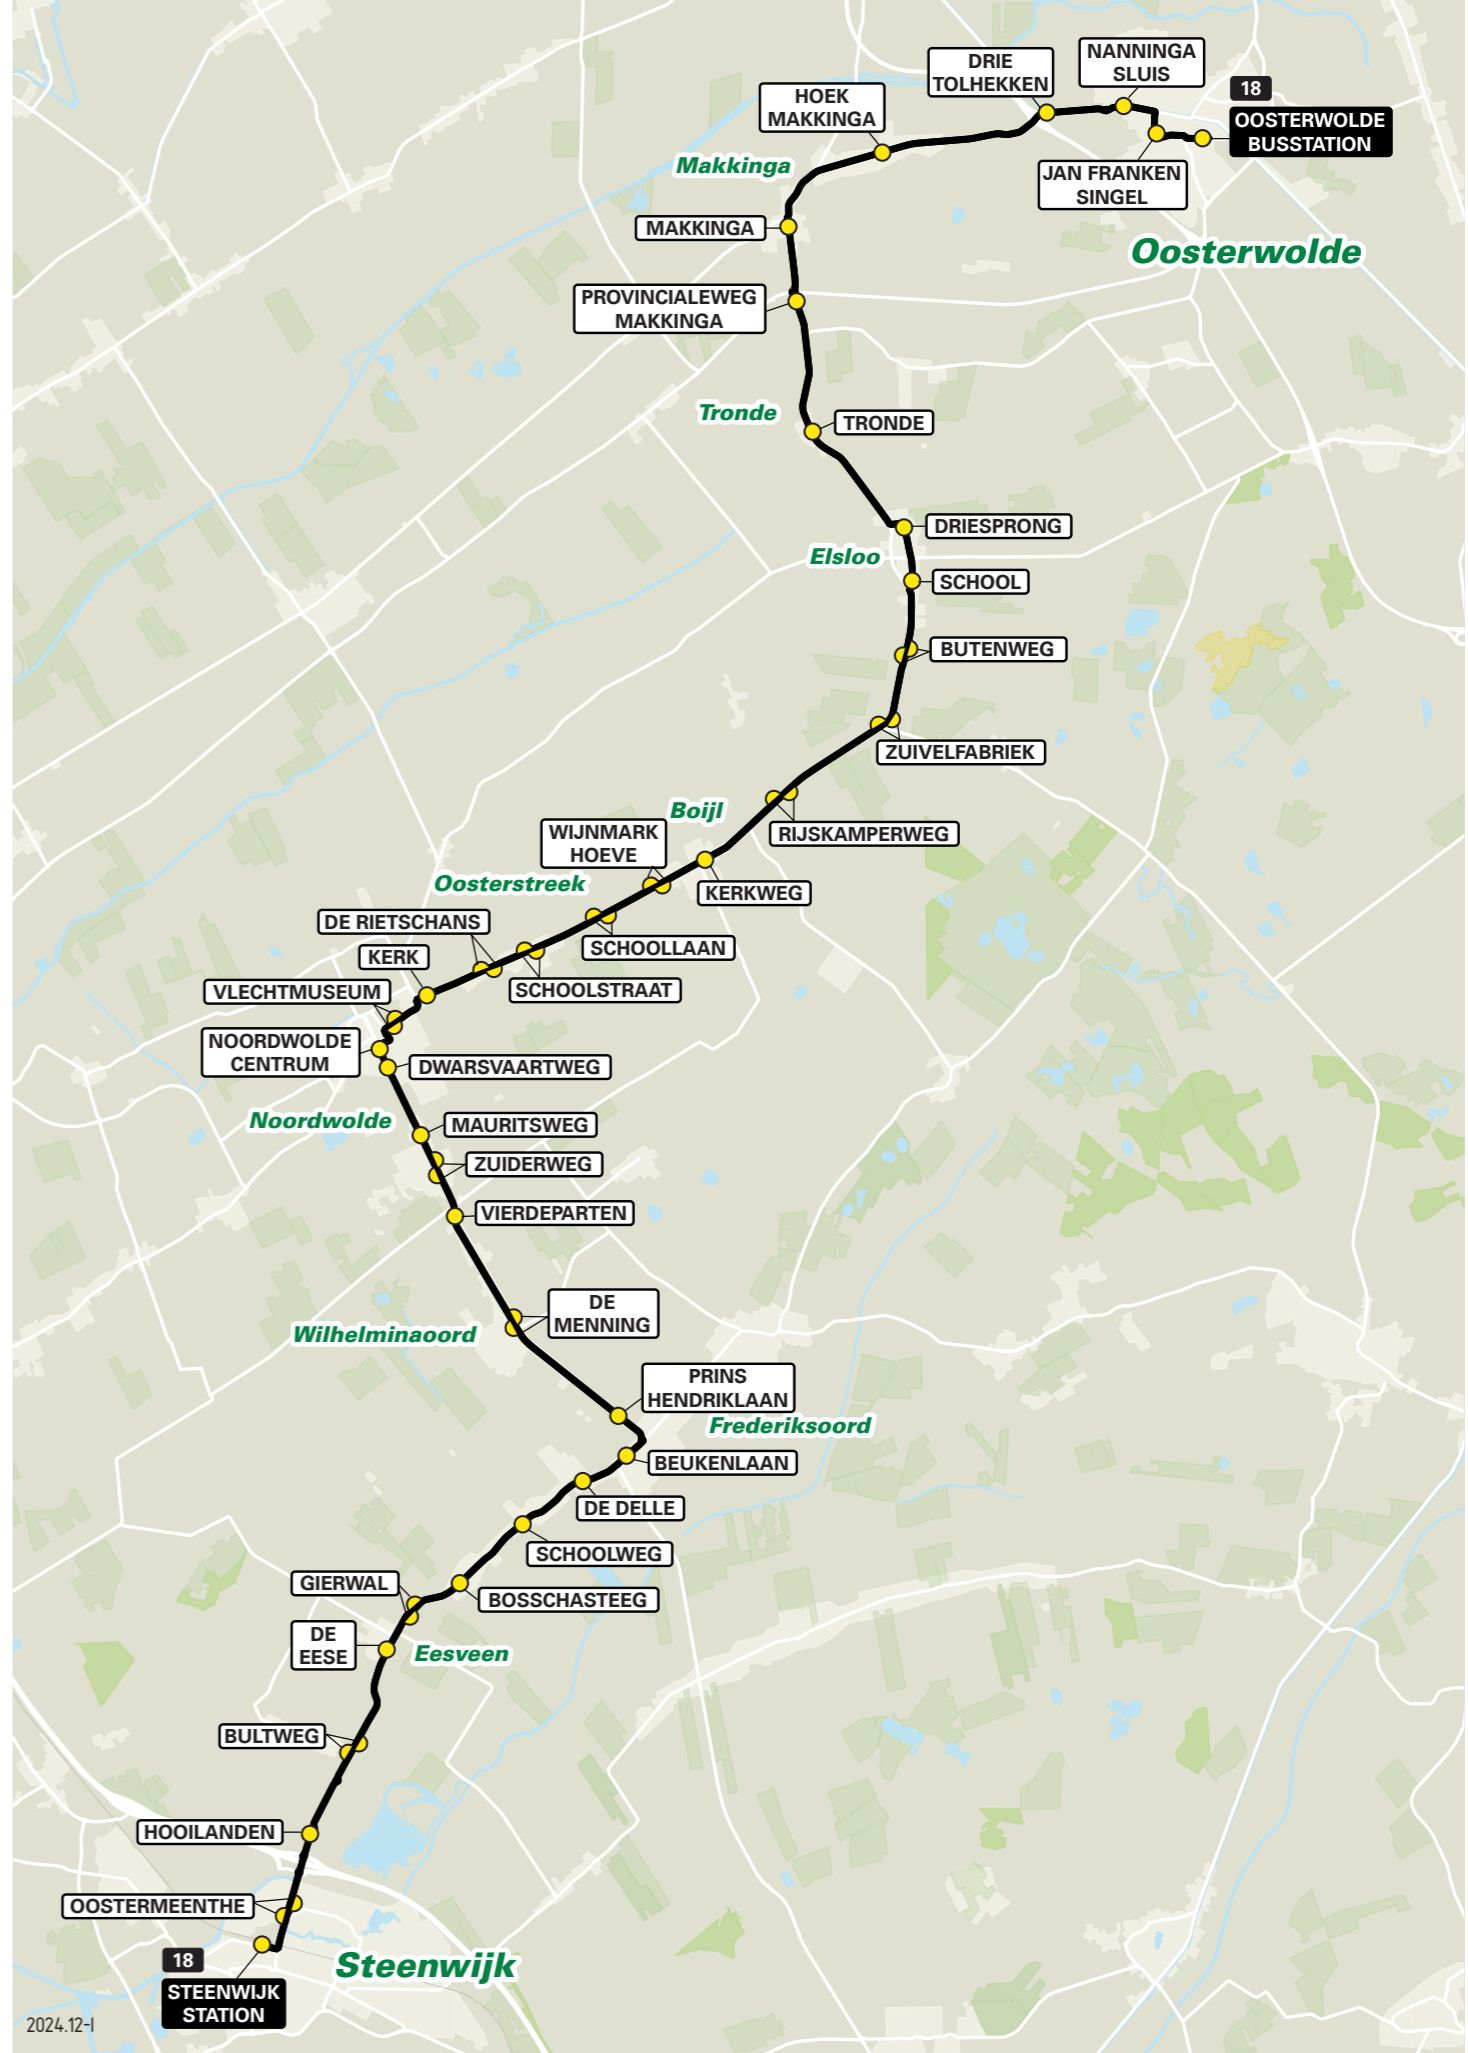 DRIE
TOLHEKKEN
NANNINGA
SLUIS
18
OOSTERWOLDE
BUSSTATION
HOEK
MAKKINGA
JAN FRANKEN
SINGEL
Makkinga
MAKKINGA
Oosterwolde
PROVINCIALEWEG
MAKKINGA
Tronde
TRONDE
DRIESPRONG
Elsloo
SCHOOL
BUTENWEG
ZUIVELFABRIEK
Boijl
RIJSKAMPERWEG
WIJNMARK
HOEVE
Oosterstreek
KERKWEG
DE RIETSCHANS
SCHOOLLAAN
KERK
SCHOOLSTRAAT
VLECHTMUSEUM
NOORDWOLDE
CENTRUM
DWARSVAARTWEG
Noordwolde
MAURITSWEG
ZUIDERWEG
VIERDEPARTEN
DE
MENNING
Wilhelminaoord
PRINS
HENDRIKLAAN
Frederiksoord
BEUKENLAAN
DE DELLE
SCHOOLWEG
GIERWAL
BOSSCHASTEEG
DE
EESE
Eesveen
BULTWEG
HOOILANDEN
OOSTERMEENTHE
18
STEENWIJK
STATION
Steenwijk
2024.12-I